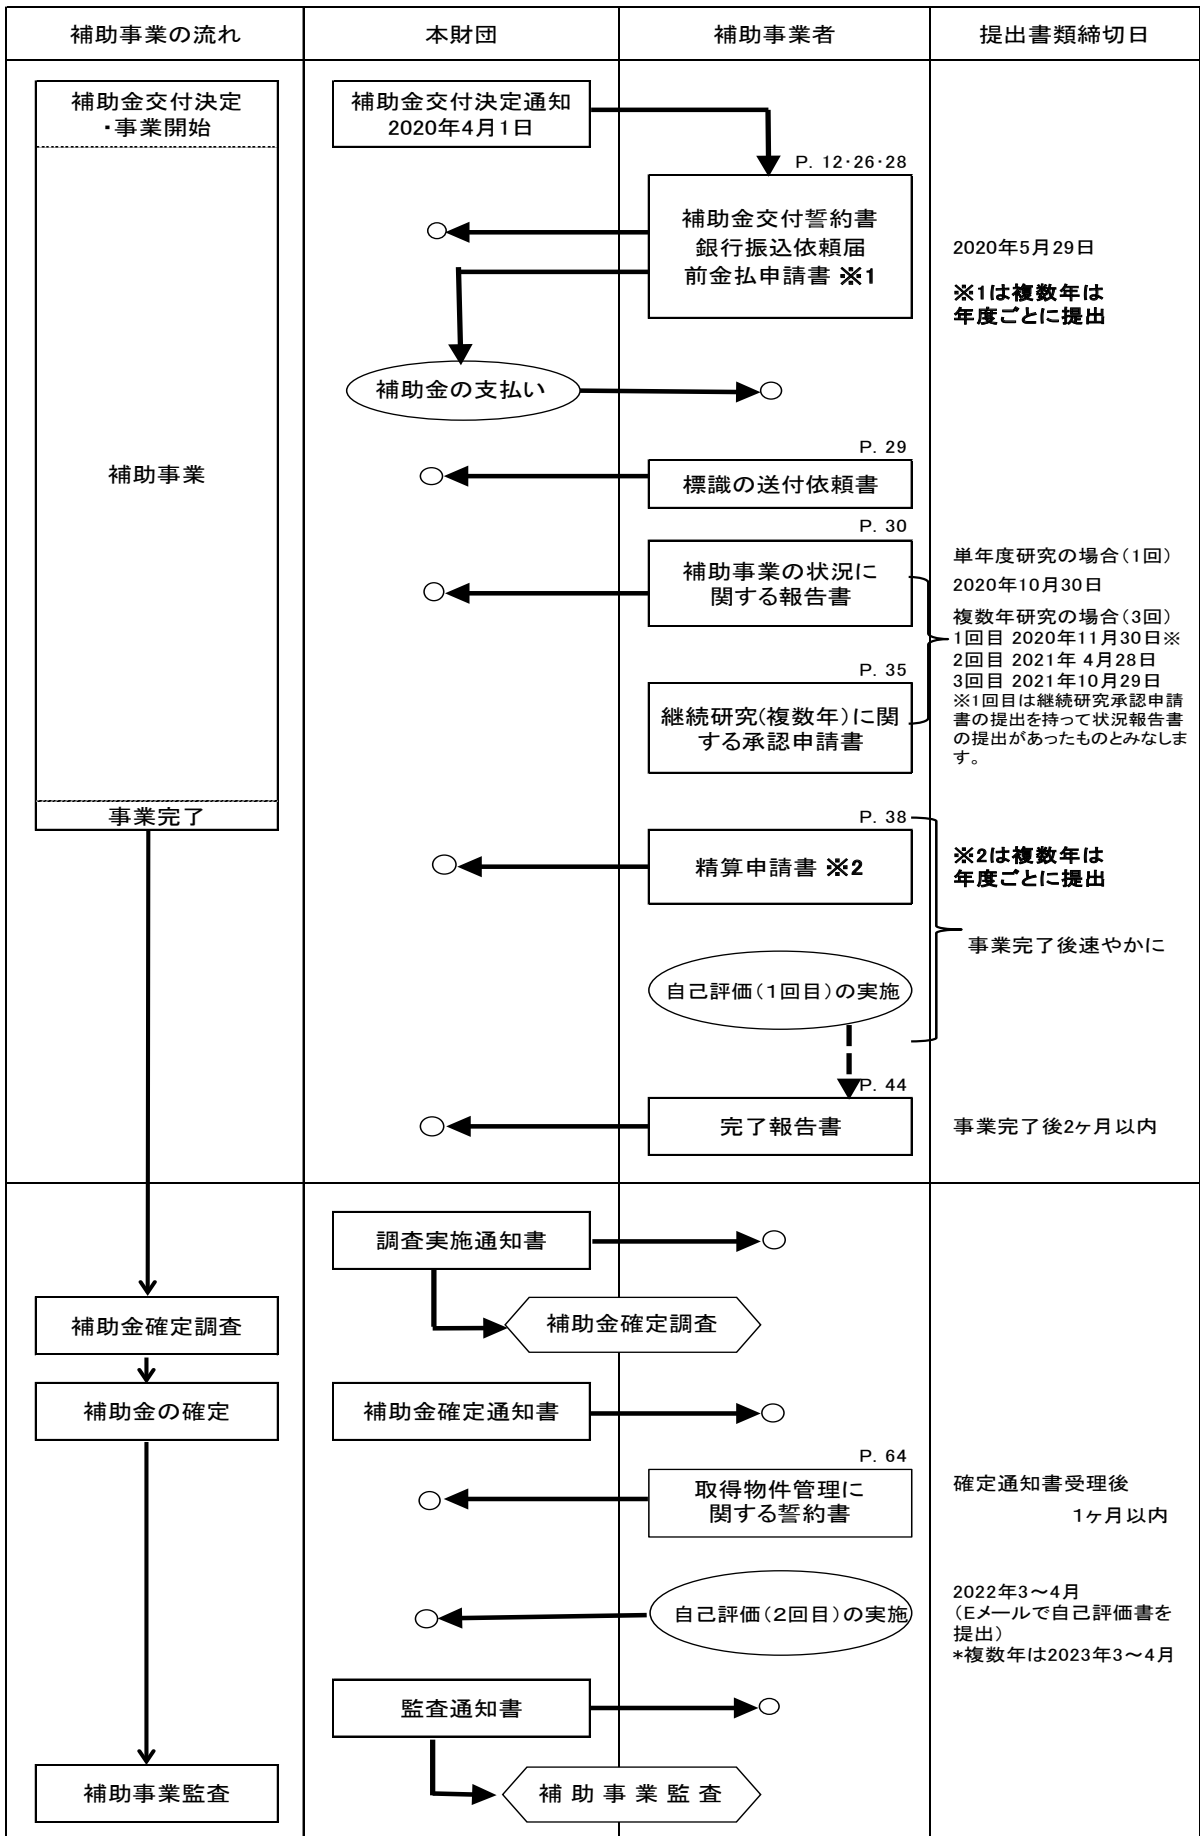 補助事業の流れ
本財団
補助事業者
提出書類締切日
補助金交付決定
・事業開始
補助金交付決定通知
2020年4月1日
P. 12・26・28
補助金交付誓約書
銀行振込依頼届
前金払申請書 ※1
2020年5月29日
※1は複数年は
年度ごとに提出
補助金の支払い
補助事業
P. 29
標識の送付依頼書
P. 30
補助事業の状況に
関する報告書
単年度研究の場合(1回)
2020年10月30日
複数年研究の場合(3回)
1回目 2020年11月30日※
2回目 2021年 4月28日
3回目 2021年10月29日
※1回目は継続研究承認申請
書の提出を持って状況報告書
の提出があったものとみなしま
す。
P. 35
継続研究(複数年)に関
する承認申請書
事業完了
P. 38
精算申請書 ※2
※2は複数年は
年度ごとに提出
事業完了後速やかに
自己評価(1回目)の実施
P. 44
完了報告書
事業完了後2ヶ月以内
調査実施通知書
補助金確定調査
補助金確定調査
補助金の確定
補助金確定通知書
P. 64
取得物件管理に
関する誓約書
確定通知書受理後
1ヶ月以内
自己評価(2回目)の実施
2022年3～4月
(Eメールで自己評価書を
提出)
*複数年は2023年3～4月
監査通知書
補助事業監査
補 助 事 業 監 査